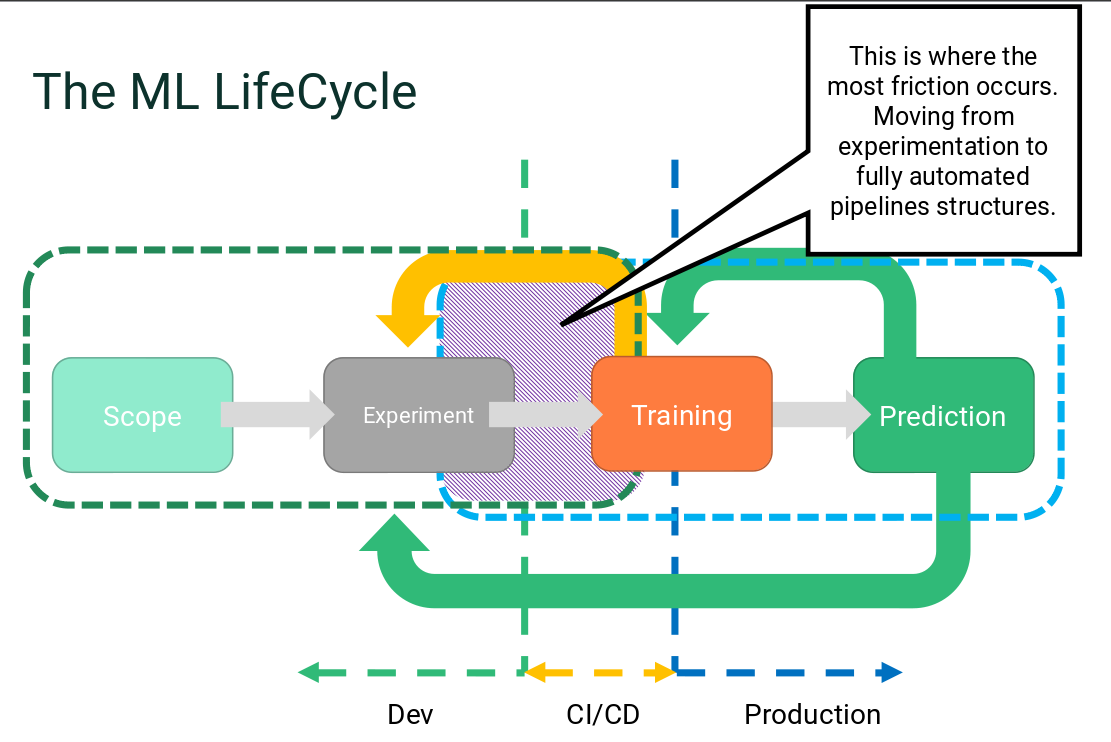 The ML LifeCycle
This is where the
most friction occurs.
Moving from
experimentation to
fully automated
pipelines structures.
Scope
Experiment
Training
Prediction
Dev
CI/CD
Production